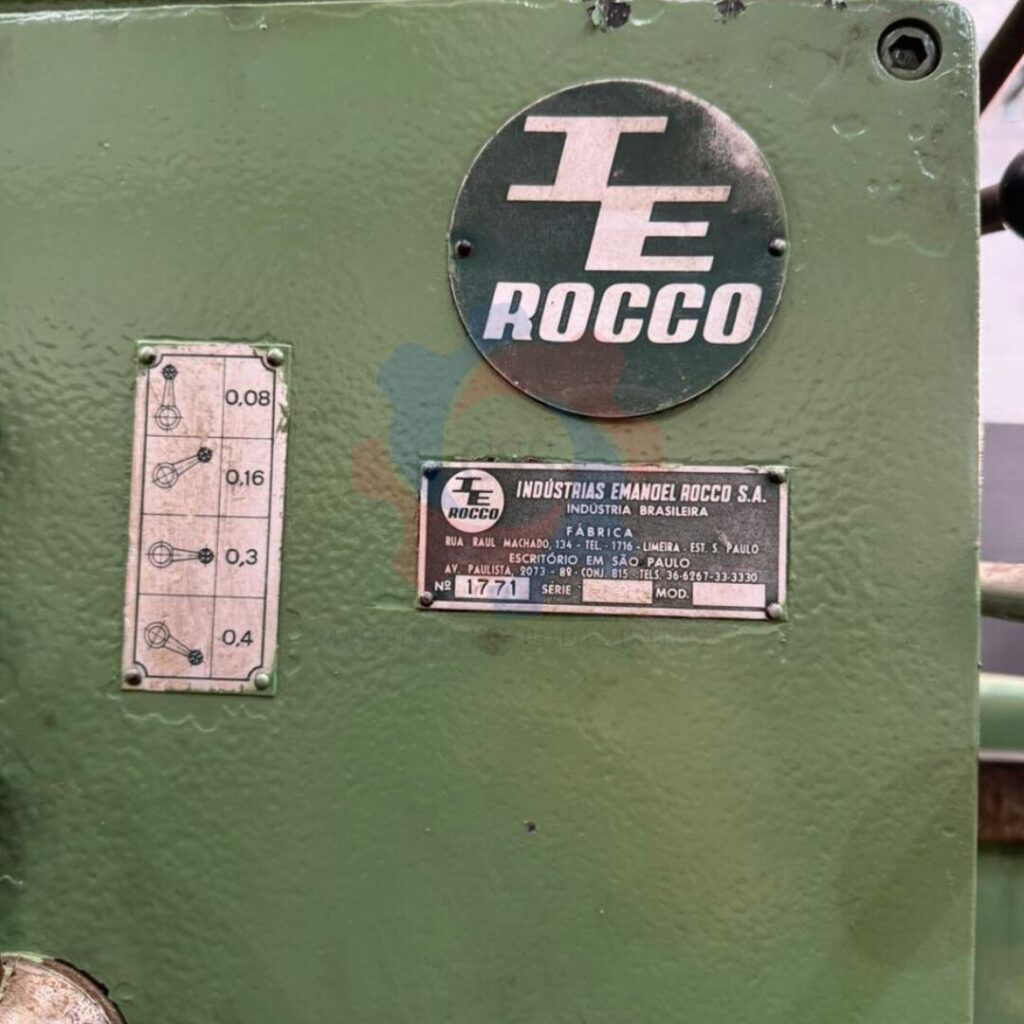 IE
ROCCO
0,08
0,16
0,3
0,4
IE
ROCCO
INDÚSTRIAS EMANOEL ROCCO S.A.
INDÚSTRIA BRASILEIRA
FÁBRICA
RUA RAUL MACHADO, 134 - TEL. 1716 - LIMEIRA - EST. S. PAULO
ESCRITÓRIO EM SÃO PAULO
AV. PAULISTA, 2073 - 8º - CONJ. 815 - TELS. 36-6267-33-3330
Nº 1771 SÉRIE MOD.